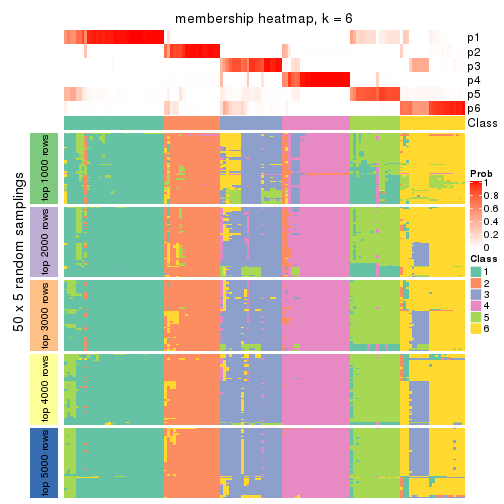 membership heatmap, k = 6
p1
p2
p3
p4
p5
p6
Class
50 x 5 random samplings
top 1000 rows
top 2000 rows
top 3000 rows
top 4000 rows
top 5000 rows
Prob
1
0.8
0.6
0.4
0.2
0
Class
1
2
3
4
5
6